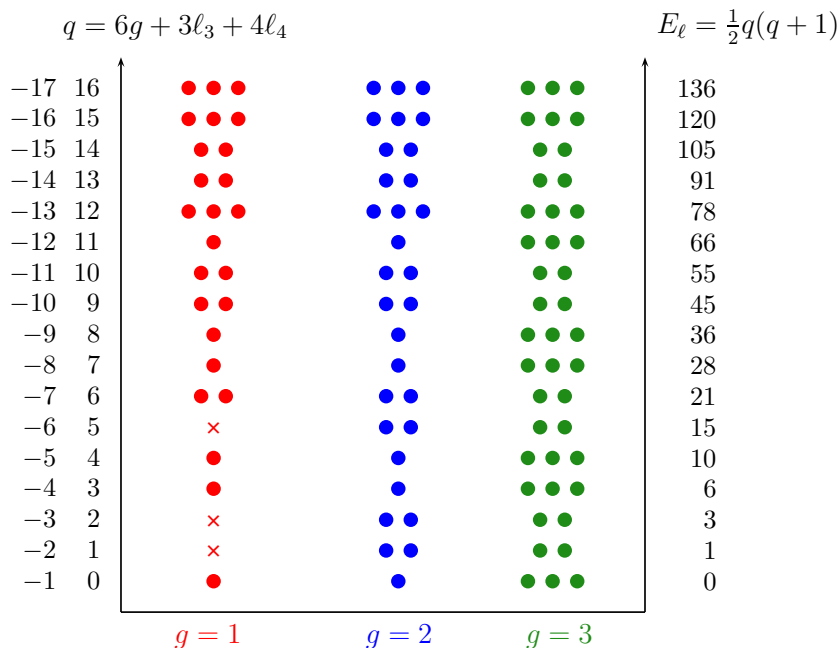 q = 6g + 3ℓ₃ + 4ℓ₄ E_ℓ = ½q(q + 1)
−17 16 136
−16 15 120
−15 14 105
−14 13 91
−13 12 78
−12 11 66
−11 10 55
−10 9 45
−9 8 36
−8 7 28
−7 6 21
−6 5 15
−5 4 10
−4 3 6
−3 2 3
−2 1 1
−1 0 0
g = 1 g = 2 g = 3